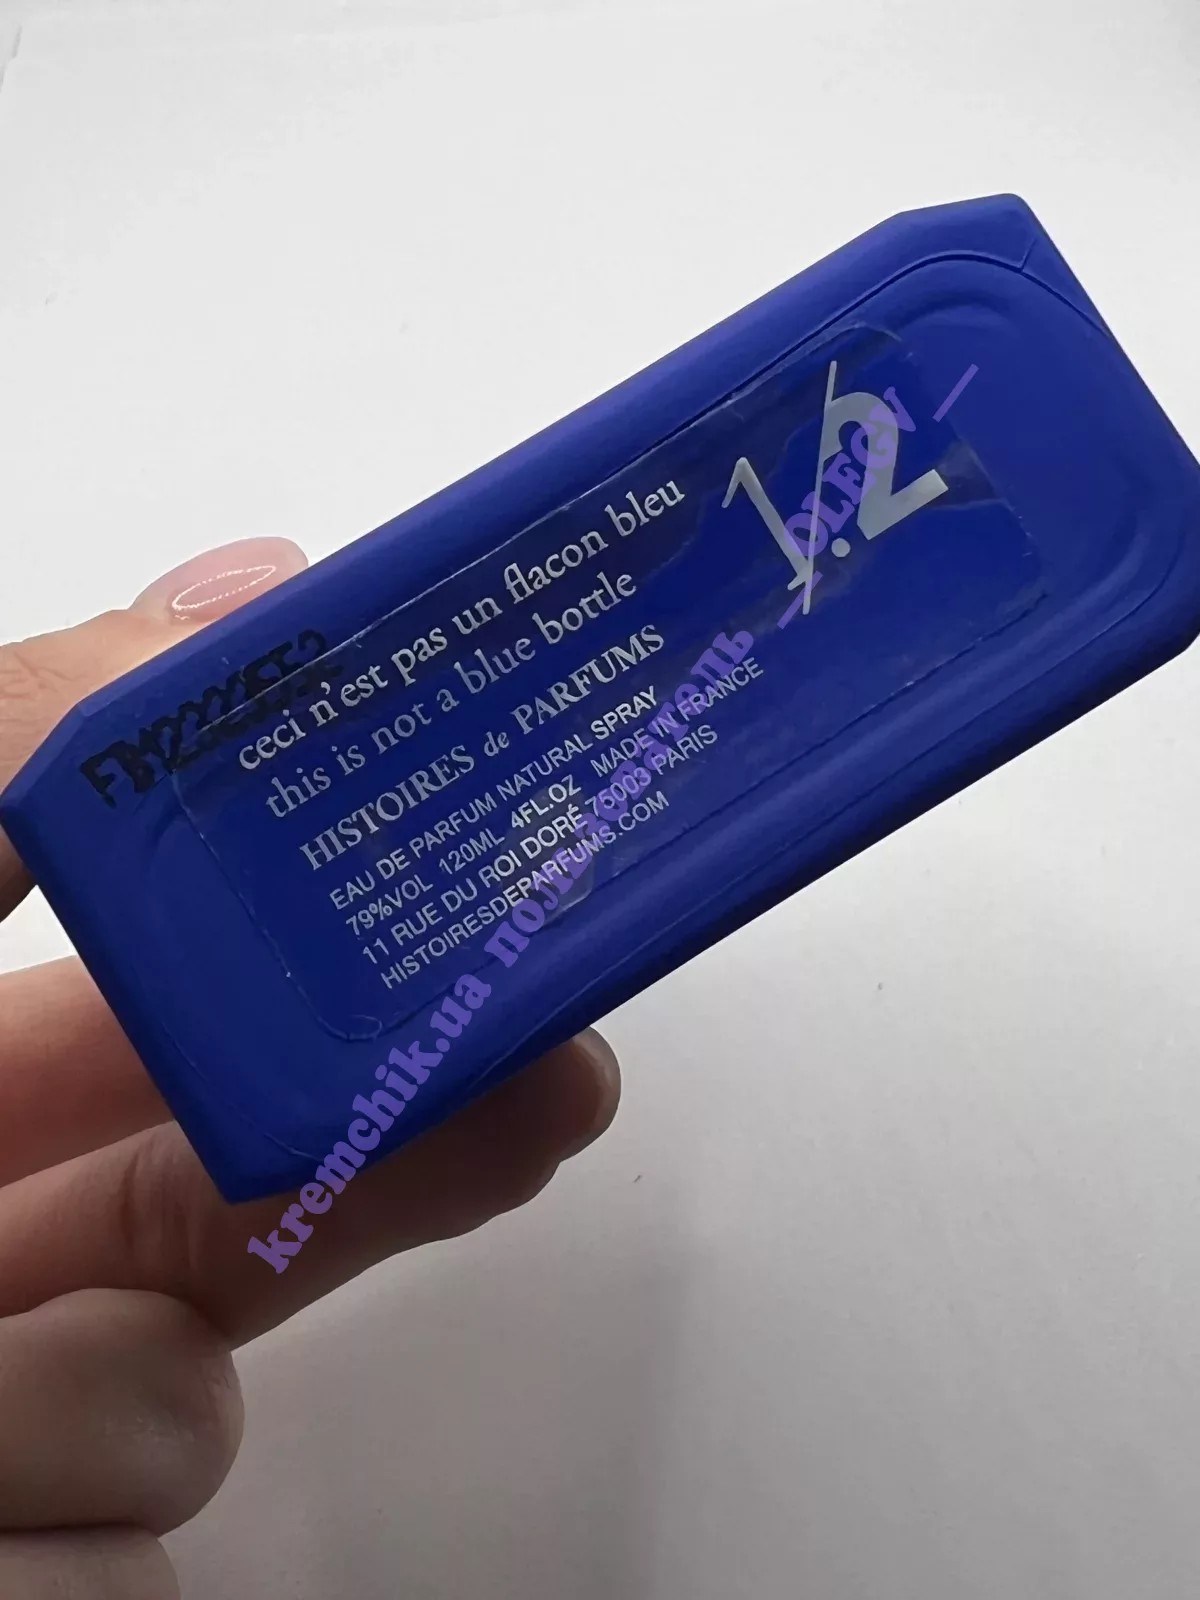 ceci n'est pas un flacon bleu
this is not a blue bottle
1.2
HISTOIRES de PARFUMS
EAU DE PARFUM NATURAL SPRAY
79%VOL 120ML 4FL.OZ MADE IN FRANCE
11 RUE DU ROI DORÉ 75003 PARIS
HISTOIRESDEPARFUMS.COM
kremchik.ua пользователь __OLEGV__